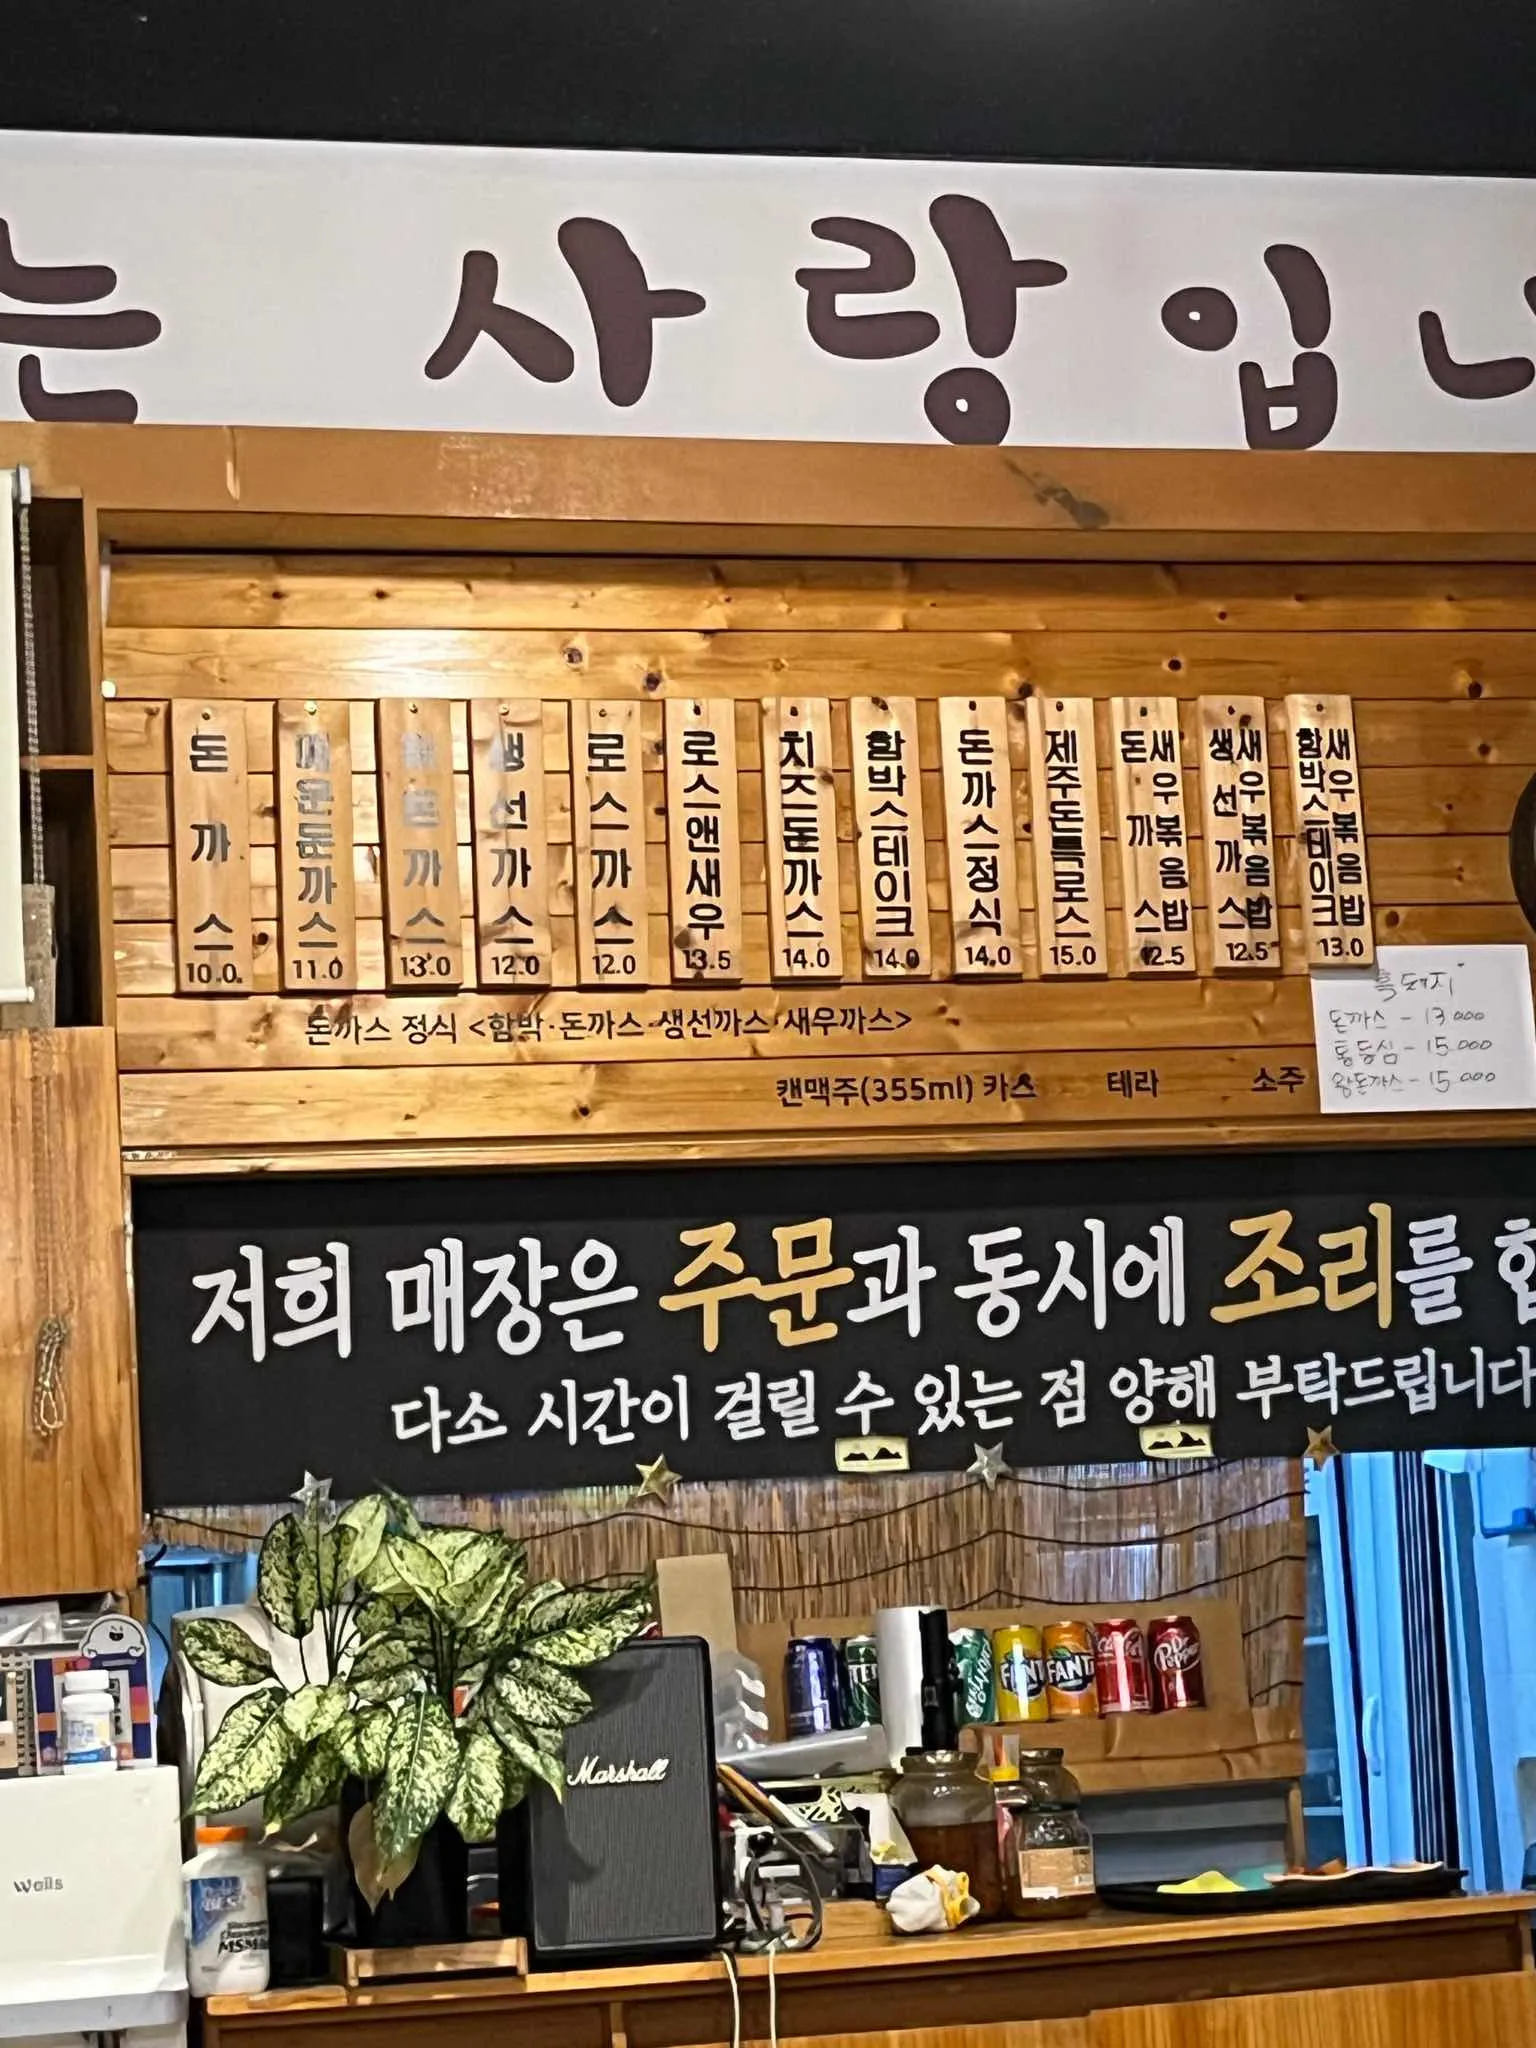 는 사랑입니
돈까스 10.0
매운돈까스 11.0
돈까스 13.0
생선까스 12.0
로스까스 12.0
로스앤새우 13.5
치즈돈까스 14.0
함박스테이크 14.0
돈까스정식 14.0
제주돈특로스 15.0
새우볶음밥 돈까스 12.5
새우볶음밥 생선까스 12.5
새우볶음밥 함박스테이크 13.0
돈까스 정식 <함박·돈까스·생선까스·새우까스>
캔맥주(355ml) 카스 테라 소주
흑돼지
돈까스 - 13000
통등심 - 15.000
왕돈까스 - 15000
저희 매장은 주문과 동시에 조리를
다소 시간이 걸릴 수 있는 점 양해 부탁드립니다
FANTA
FANTA
Dr Pepper
Marshall
Wells
BEST
MSM